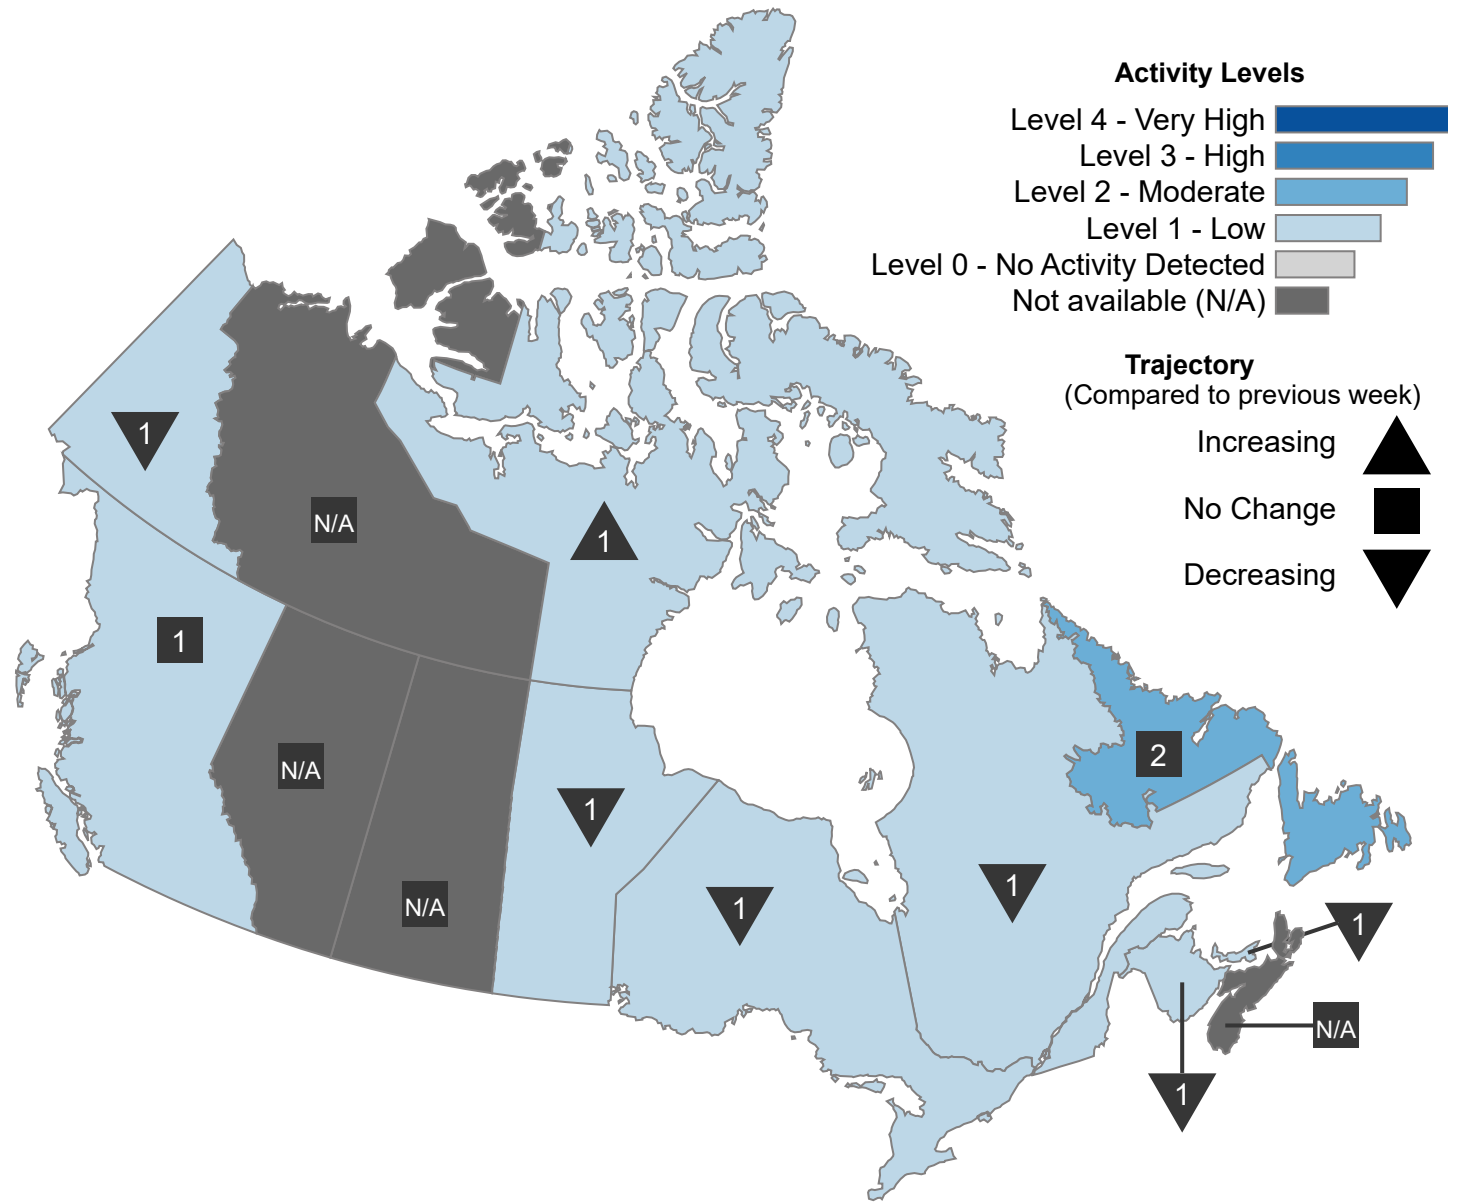 Activity Levels
Level 4 - Very High
Level 3 - High
Level 2 - Moderate
Level 1 - Low
Level 0 - No Activity Detected
Not available (N/A)
Trajectory
(Compared to previous week)
Increasing
No Change
Decreasing
1
N/A
1
1
N/A
2
1
N/A
1
1
1
1
N/A
1